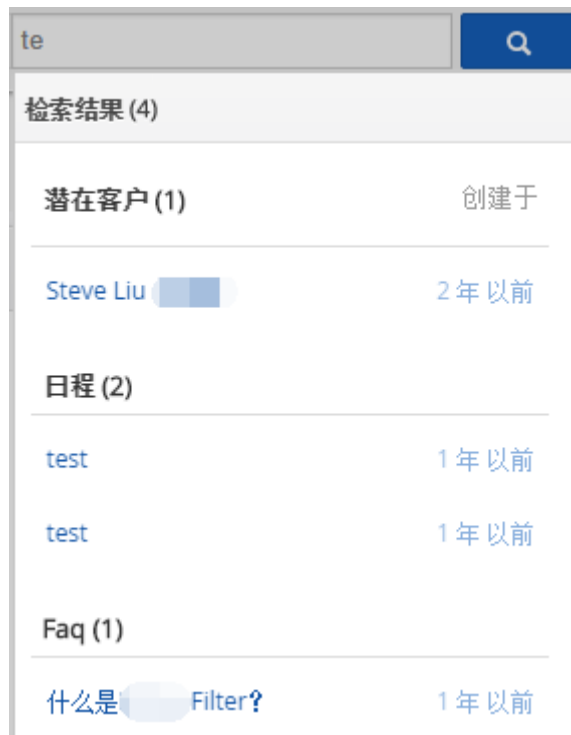 te
检索结果 (4)
潜在客户 (1) 创建于
Steve Liu 2 年 以前
日程 (2)
test 1 年 以前
test 1 年 以前
Faq (1)
什么是 Filter? 1 年 以前